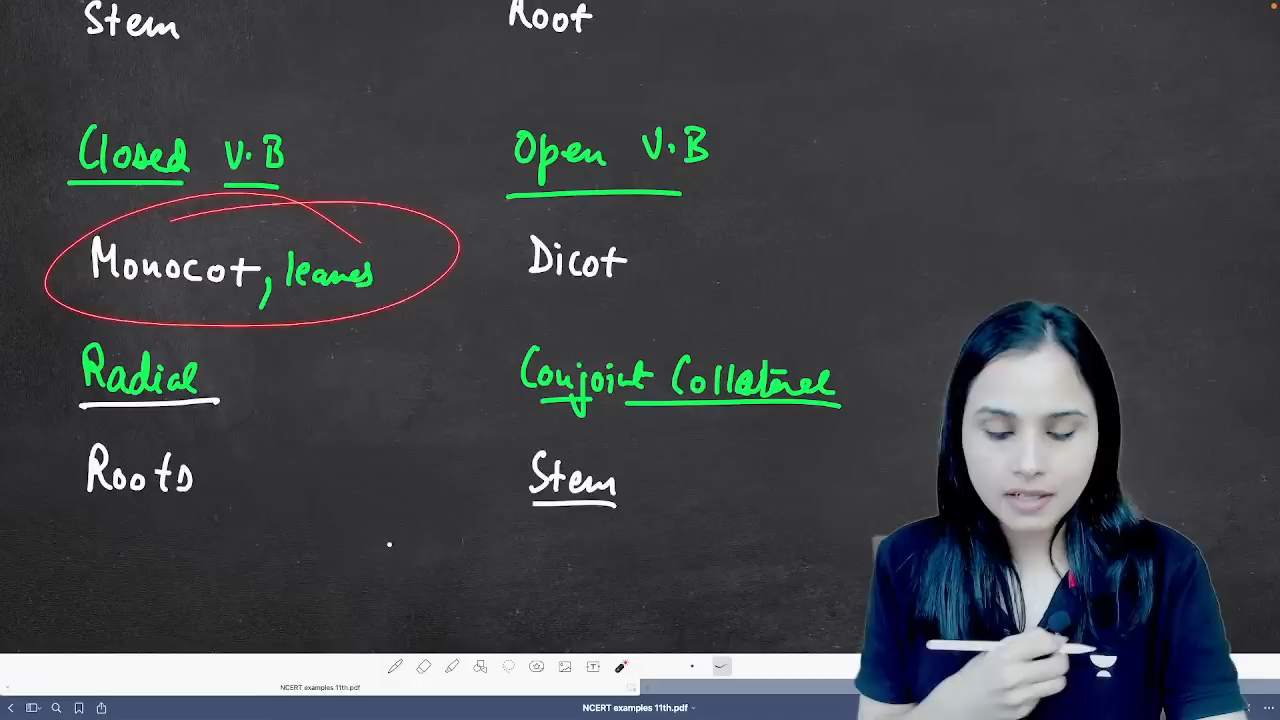 Stem Root
Closed V.B Open V.B
Monocot, leaves Dicot
Radial Conjoint Collateral
Roots Stem
NCERT examples 11th.pdf
NCERT examples 11th.pdf